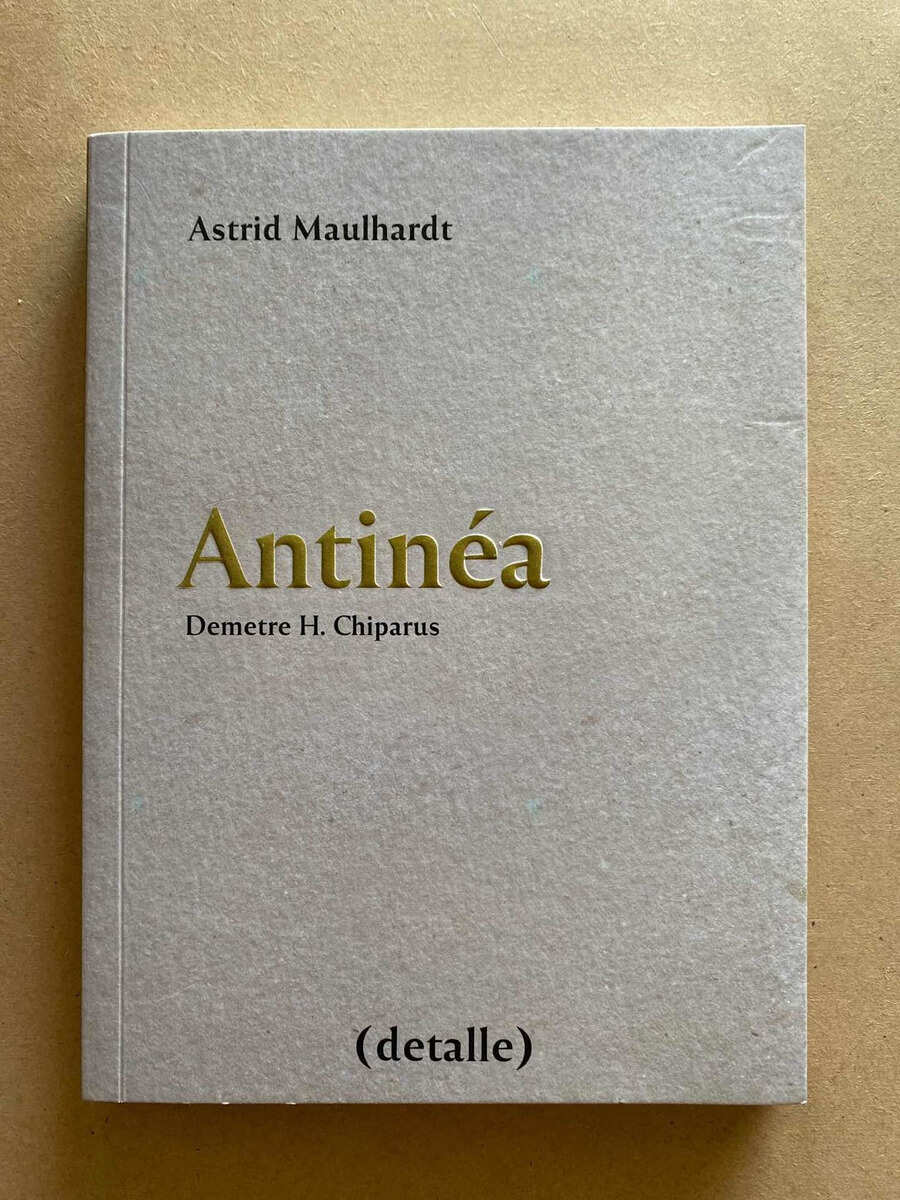 Astrid Maulhardt
Antinéa
Demetre H. Chiparus
(detalle)